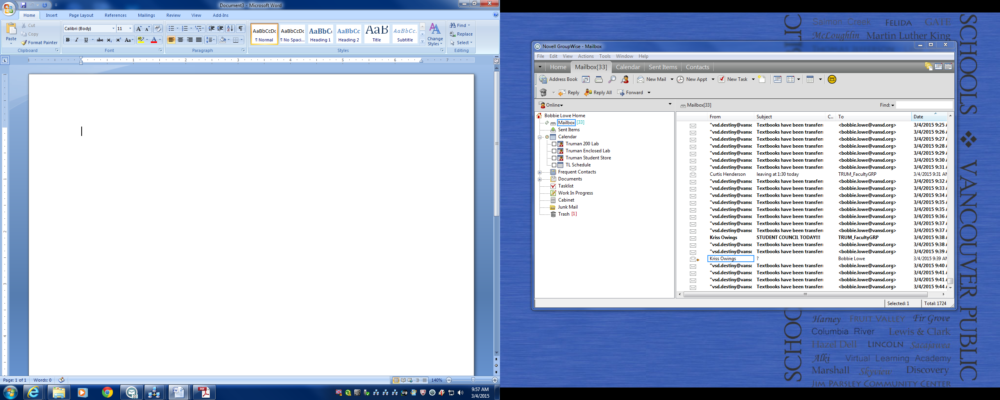 Document3 - Microsoft Word
Home Insert Page Layout References Mailings Review View Add-Ins
Paste
Cut
Copy
Format Painter
Clipboard
Calibri (Body) 11
Font
Paragraph
AaBbCcDc AaBbCcDc AaBbC AaBbCc AaB AaBbCc.
¶ Normal ¶ No Spaci... Heading 1 Heading 2 Title Subtitle
Change Styles
Styles
Find
Replace
Select
Editing
1 1 2 3 4 5 6 7
1
1
2
3
4
Page: 1 of 1 Words: 0
140%
33
PDF
9:57 AM
3/4/2015
Salmon Creek FELIDA GATE
McLoughlin Martin Luther King
SCHOOLS ❖ VANCOUVER PUBLIC
Novell GroupWise - Mailbox
File Edit View Actions Tools Window Help
Home Mailbox[33] Calendar Sent Items Contacts
Address Book New Mail New Appt New Task
Reply Reply All Forward
Online
Mailbox[33]
Find:
Bobbie Lowe Home
Mailbox [33]
Sent Items
Calendar
Truman 200 Lab
Truman Enclosed Lab
Truman Student Store
TL Schedule
Frequent Contacts
Documents
Tasklist
Work In Progress
Cabinet
Junk Mail
Trash [1]
From Subject C.. To Date
"vsd.destiny@vansc Textbooks have been transferr <bobbie.lowe@vansd.org> 3/4/2015 9:25 A
"vsd.destiny@vansc Textbooks have been transferr <bobbie.lowe@vansd.org> 3/4/2015 9:26 A
"vsd.destiny@vansc Textbooks have been transferr <bobbie.lowe@vansd.org> 3/4/2015 9:27 A
"vsd.destiny@vansc Textbooks have been transferr <bobbie.lowe@vansd.org> 3/4/2015 9:28 A
"vsd.destiny@vansc Textbooks have been transferr <bobbie.lowe@vansd.org> 3/4/2015 9:29 A
"vsd.destiny@vansc Textbooks have been transferr <bobbie.lowe@vansd.org> 3/4/2015 9:30 A
"vsd.destiny@vansc Textbooks have been transferr <bobbie.lowe@vansd.org> 3/4/2015 9:31 A
Curtis Henderson leaving at 1:30 today TRUM_FacultyGRP 3/4/2015 9:31 AM
"vsd.destiny@vansc Textbooks have been transferr <bobbie.lowe@vansd.org> 3/4/2015 9:32 A
"vsd.destiny@vansc Textbooks have been transferr <bobbie.lowe@vansd.org> 3/4/2015 9:33 A
"vsd.destiny@vansc Textbooks have been transferr <bobbie.lowe@vansd.org> 3/4/2015 9:34 A
"vsd.destiny@vansc Textbooks have been transferr <bobbie.lowe@vansd.org> 3/4/2015 9:35 A
"vsd.destiny@vansc Textbooks have been transferr <bobbie.lowe@vansd.org> 3/4/2015 9:35 A
"vsd.destiny@vansc Textbooks have been transferr <bobbie.lowe@vansd.org> 3/4/2015 9:36 A
"vsd.destiny@vansc Textbooks have been transferr <bobbie.lowe@vansd.org> 3/4/2015 9:37 A
"vsd.destiny@vansc Textbooks have been transferr <bobbie.lowe@vansd.org> 3/4/2015 9:37 A
Kriss Owings STUDENT COUNCIL TODAY!!! TRUM_FacultyGRP 3/4/2015 9:38 A
"vsd.destiny@vansc Textbooks have been transferr <bobbie.lowe@vansd.org> 3/4/2015 9:38 A
"vsd.destiny@vansc Textbooks have been transferr <bobbie.lowe@vansd.org> 3/4/2015 9:39 A
Kriss Owings ? Bobbie Lowe 3/4/2015 9:39 AM
"vsd.destiny@vansc Textbooks have been transferr <bobbie.lowe@vansd.org> 3/4/2015 9:40 A
"vsd.destiny@vansc Textbooks have been transferr <bobbie.lowe@vansd.org> 3/4/2015 9:41 A
"vsd.destiny@vansc Textbooks have been transferr <bobbie.lowe@vansd.org> 3/4/2015 9:41 A
"vsd.destiny@vansc Textbooks have been transferr <bobbie.lowe@vansd.org> 3/4/2015 9:44 A
Selected: 1 Total: 1724
Harney FRUIT VALLEY Fir Grove
Columbia River Lewis & Clark
Hazel Dell LINCOLN Sacajawea
Alki Virtual Learning Academy
Marshall Skyview Discovery
JIM PARSLEY COMMUNITY CENTER